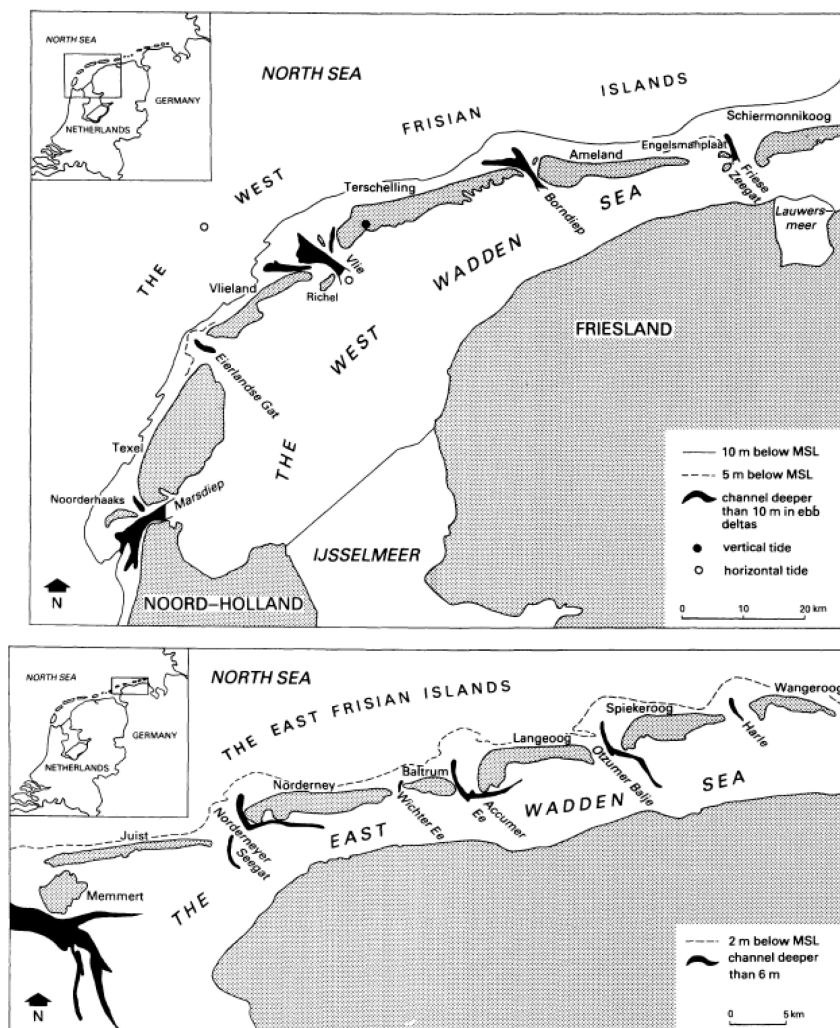 NORTH SEA
GERMANY
NETHERLANDS
NORTH SEA
THE WEST FRISIAN ISLANDS
Schiermonnikoog
Engelsmanplaat
Ameland
Friese
Zeegat
Terschelling
Borndiep
Lauwers-
meer
Vlie
Vlieland
Richel
THE WEST WADDEN SEA
FRIESLAND
Eierlandse Gat
Texel
Noorderhaaks
Marsdiep
IJSSELMEER
NOORD–HOLLAND
N
10 m below MSL
5 m below MSL
channel deeper
than 10 m in ebb
deltas
vertical tide
horizontal tide
0 10 20 km
NORTH SEA
GERMANY
NETHERLANDS
NORTH SEA
THE EAST FRISIAN ISLANDS
Wangeroog
Spiekeroog
Harle
Langeoog
Otzumer Balje
Baltrum
Accumer
Ee
Wichter Ee
Norderney
Norderneyer
Seegat
Juist
Memmert
THE EAST WADDEN SEA
N
2 m below MSL
channel deeper
than 6 m
0 5 km